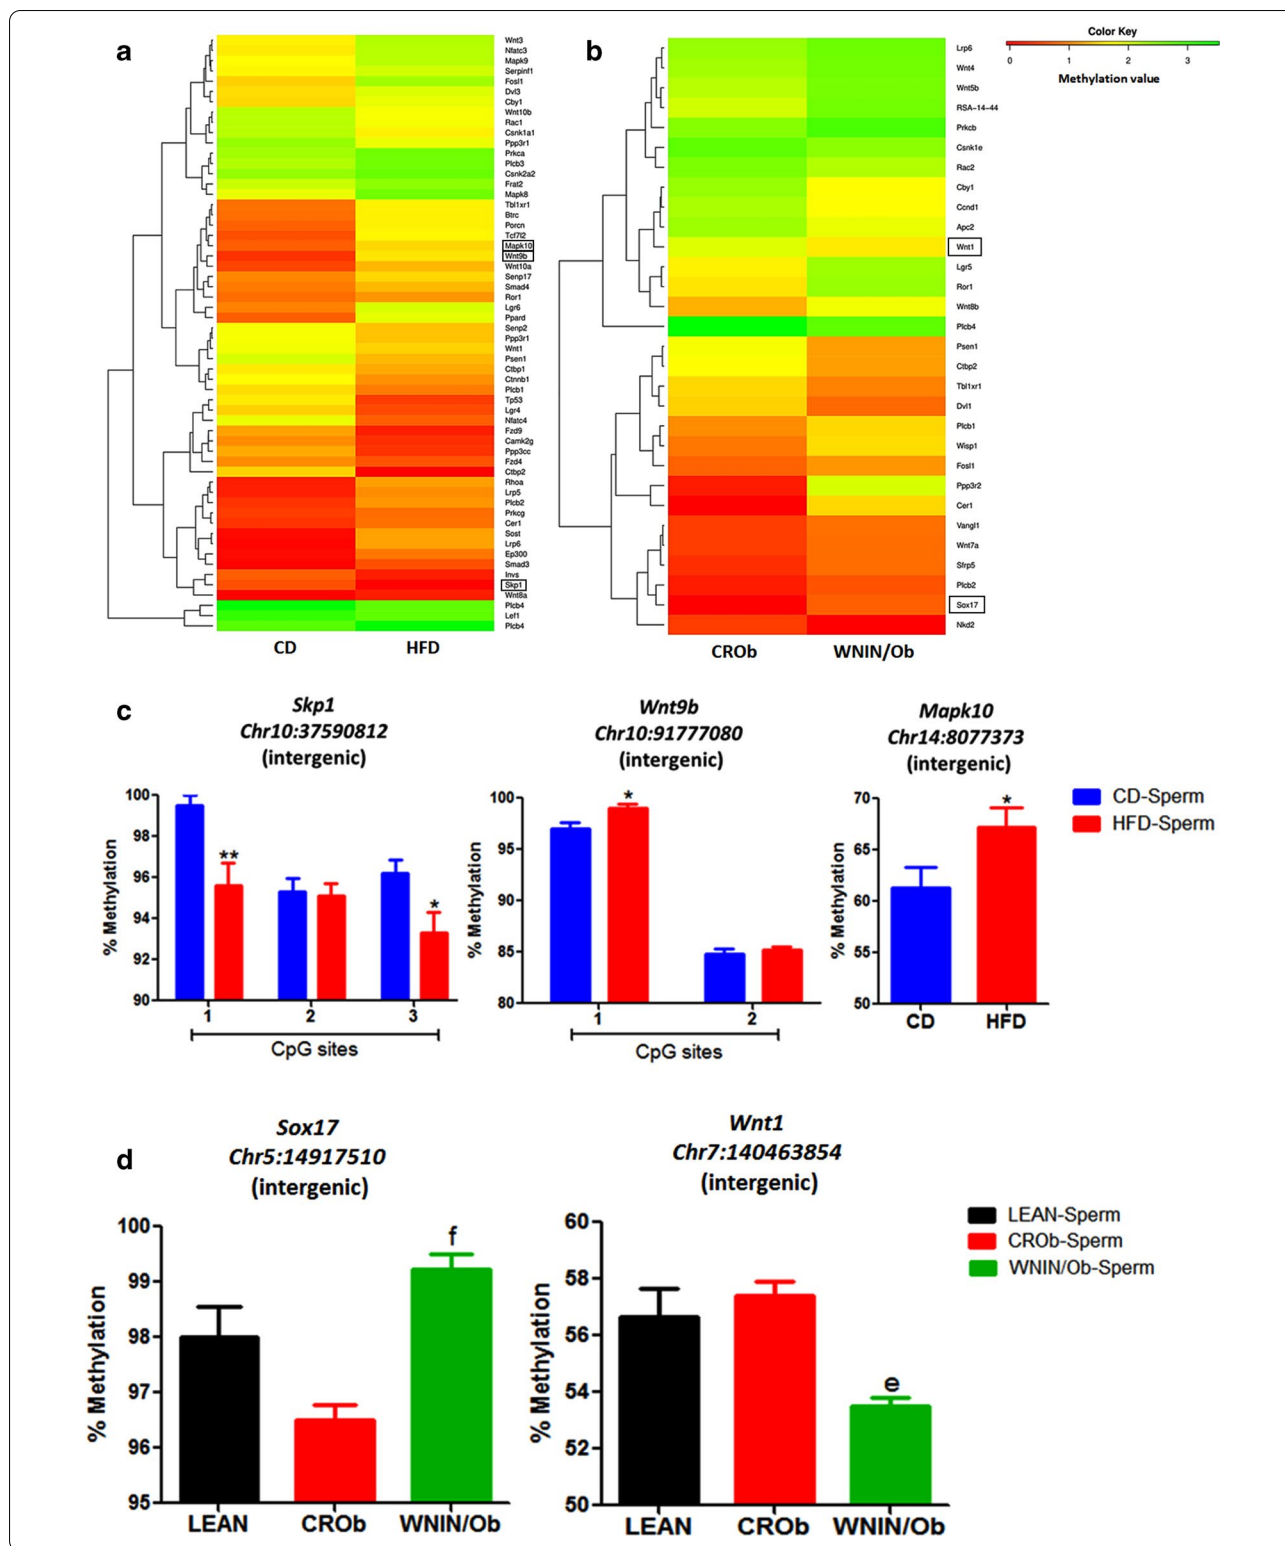 a
Wnt3
Nfatc3
Mapk9
Serpinf1
Fosl1
Dvl3
Cby1
Wnt10b
Rac1
Csnk1a1
Ppp3r1
Prkca
Plcb3
Csnk2a2
Frat2
Mapk8
Tbl1xr1
Btrc
Porcn
Tcf7l2
Mapk10
Wnt9b
Wnt10a
Senp17
Smad4
Ror1
Lgr6
Ppard
Senp2
Ppp3r1
Wnt1
Psen1
Ctbp1
Ctnnb1
Plcb1
Tp53
Lgr4
Nfatc4
Fzd9
Camk2g
Ppp3cc
Fzd4
Ctbp2
Rhoa
Lrp5
Plcb2
Prkcg
Cer1
Sost
Lrp6
Ep300
Smad3
Invs
Skp1
Wnt8a
Plcb4
Lef1
Plcb4
CD HFD
b
Lrp6
Wnt4
Wnt5b
RSA-14-44
Prkcb
Csnk1e
Rac2
Cby1
Ccnd1
Apc2
Wnt1
Lgr5
Ror1
Wnt8b
Plcb4
Psen1
Ctbp2
Tbl1xr1
Dvl1
Plcb1
Wisp1
Fosl1
Ppp3r2
Cer1
Vangl1
Wnt7a
Sfrp5
Plcb2
Sox17
Nkd2
CROb WNIN/Ob
Color Key
0 1 2 3
Methylation value
c
Skp1
Chr10:37590812
(intergenic)
% Methylation
100
98
96
94
92
90
**
*
1 2 3
CpG sites
Wnt9b
Chr10:91777080
(intergenic)
% Methylation
100
95
90
85
80
*
1 2
CpG sites
Mapk10
Chr14:8077373
(intergenic)
% Methylation
70
65
60
55
50
*
CD HFD
CD-Sperm
HFD-Sperm
d
Sox17
Chr5:14917510
(intergenic)
% Methylation
100
99
98
97
96
95
f
LEAN CROb WNIN/Ob
Wnt1
Chr7:140463854
(intergenic)
% Methylation
60
58
56
54
52
50
e
LEAN CROb WNIN/Ob
LEAN-Sperm
CROb-Sperm
WNIN/Ob-Sperm